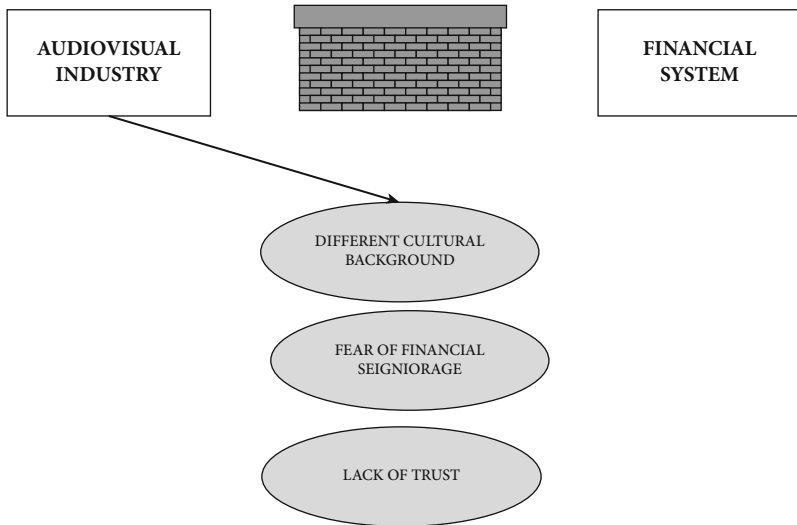 AUDIOVISUAL
INDUSTRY
FINANCIAL
SYSTEM
DIFFERENT CULTURAL
BACKGROUND
FEAR OF FINANCIAL
SEIGNIORAGE
LACK OF TRUST